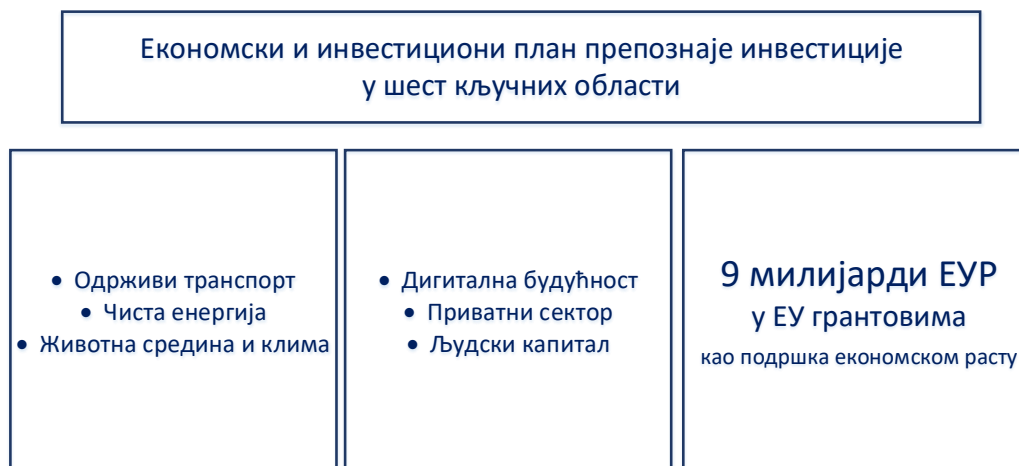 Економски и инвестициони план препознаје инвестиције
у шест кључних области
• Одрживи транспорт
• Чиста енергија
• Животна средина и клима
• Дигитална будућност
• Приватни сектор
• Људски капитал
9 милијарди ЕУР
у ЕУ грантовима
као подршка економском расту